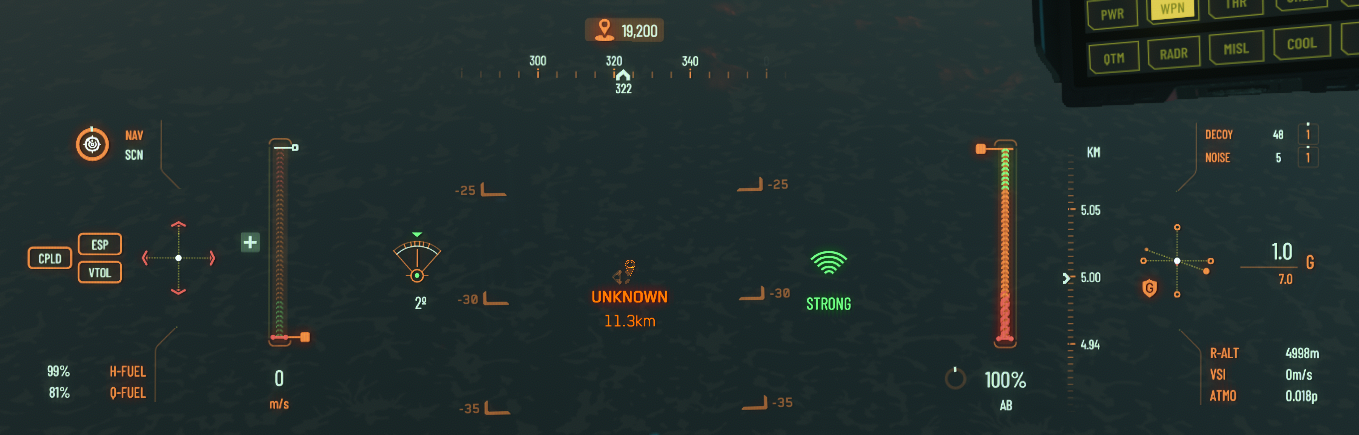 19,200
PWR
WPN
THR
QTM
RADR
MISL
COOL
300
320
340
322
NAV
SCN
DECOY
48
1
NOISE
5
1
KM
-25
-25
5.05
ESP
CPLD
VTOL
1.0
G
7.0
5.00
G
2º
-30
-30
UNKNOWN
11.3km
STRONG
4.94
99%
H-FUEL
81%
Q-FUEL
0
m/s
-35
-35
100%
AB
R-ALT
4998m
VSI
0m/s
ATMO
0.018p